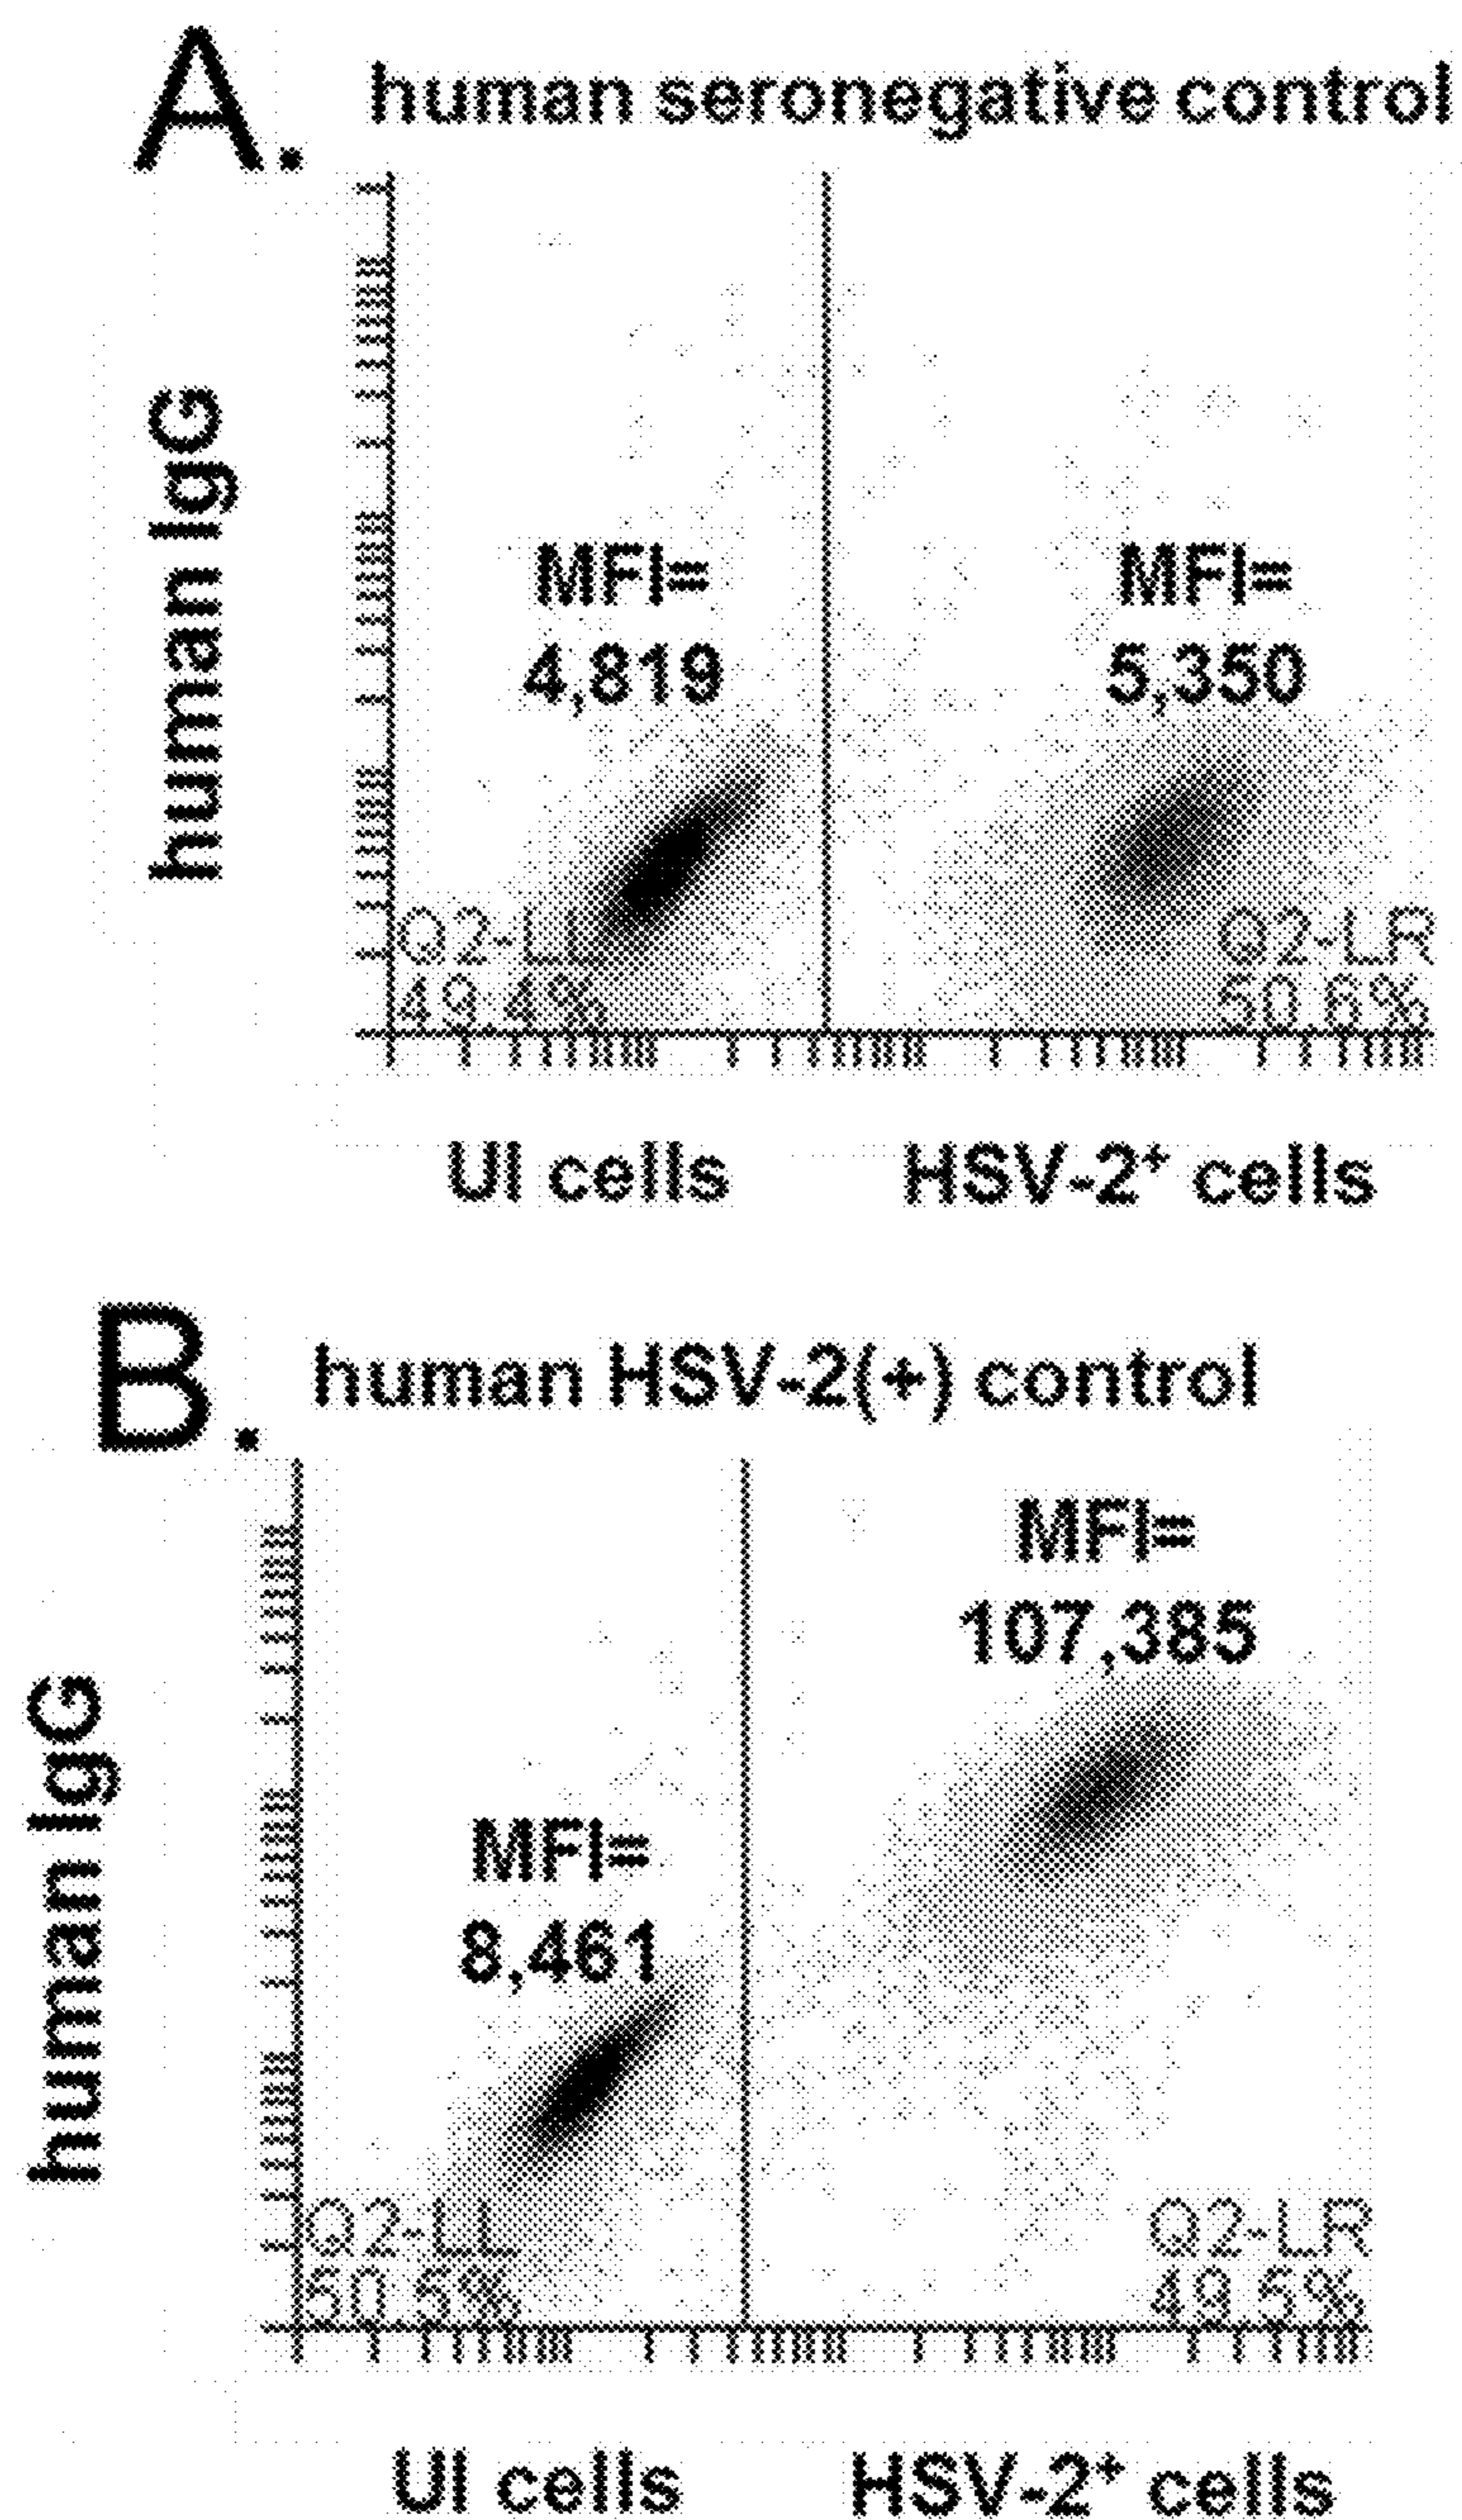 A. human seronegative control
human IgG
MFI= MFI=
4,819 5,350
Q2-LL Q2-LR
49.4% 50.6%
UI cells HSV-2⁺ cells
B. human HSV-2(+) control
MFI=
107,385
human IgG
MFI=
8,461
Q2-LL Q2-LR
50.5% 49.5%
UI cells HSV-2⁺ cells